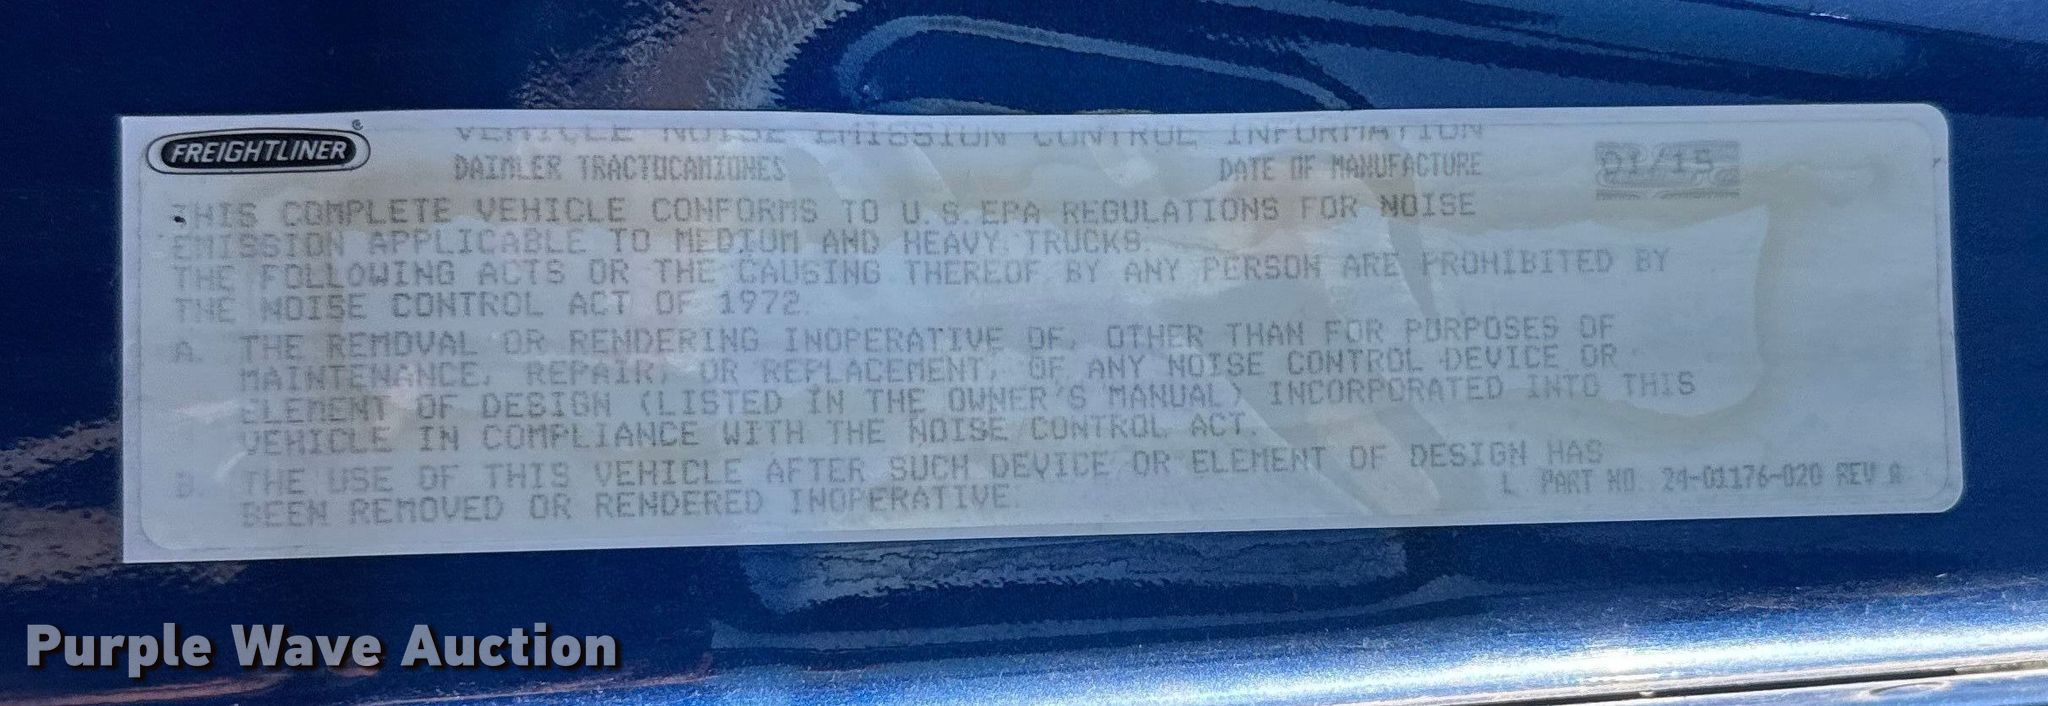 FREIGHTLINER ®
VEHICLE NOISE EMISSION CONTROL INFORMATION
DAIMLER TRACTOCAMIONES DATE OF MANUFACTURE 01/15
THIS COMPLETE VEHICLE CONFORMS TO U.S.EPA REGULATIONS FOR NOISE
EMISSION APPLICABLE TO MEDIUM AND HEAVY TRUCKS.
THE FOLLOWING ACTS OR THE CAUSING THEREOF BY ANY PERSON ARE PROHIBITED BY
THE NOISE CONTROL ACT OF 1972.
A. THE REMOVAL OR RENDERING INOPERATIVE OF, OTHER THAN FOR PURPOSES OF
MAINTENANCE, REPAIR, OR REPLACEMENT, OF ANY NOISE CONTROL DEVICE OR
ELEMENT OF DESIGN (LISTED IN THE OWNER'S MANUAL) INCORPORATED INTO THIS
VEHICLE IN COMPLIANCE WITH THE NOISE CONTROL ACT.
B. THE USE OF THIS VEHICLE AFTER SUCH DEVICE OR ELEMENT OF DESIGN HAS
BEEN REMOVED OR RENDERED INOPERATIVE.
L PART NO. 24-01176-020 REV A
Purple Wave Auction